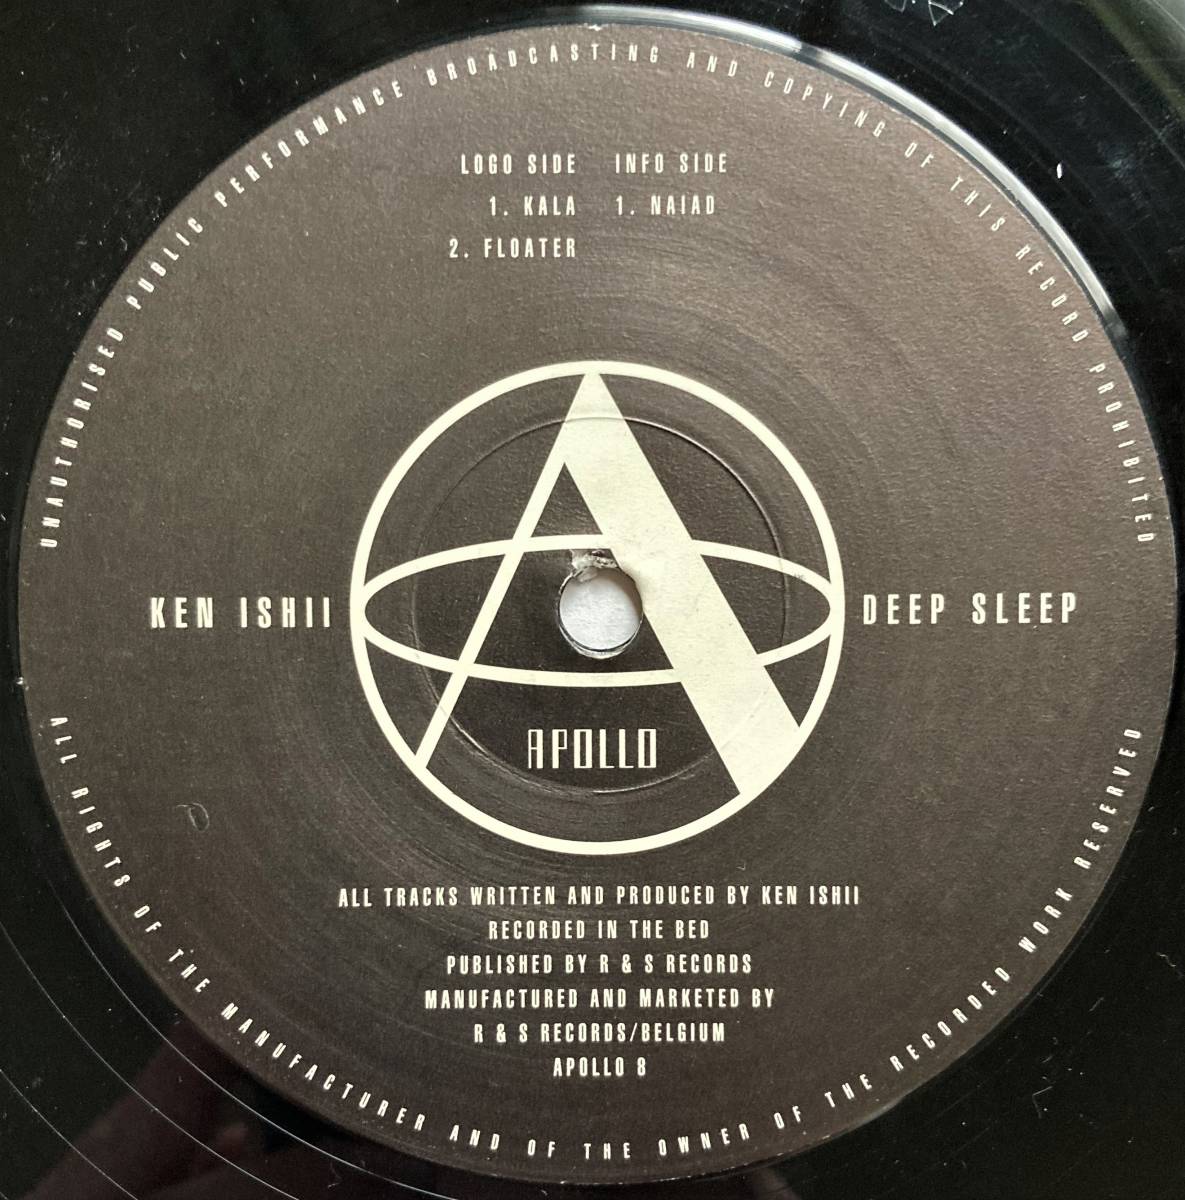 UNAUTHORISED PUBLIC PERFORMANCE BROADCASTING AND COPYING OF THIS RECORD PROHIBITED
LOGO SIDE INFO SIDE
1. KALA 1. NAIAD
2. FLOATER
KEN ISHII DEEP SLEEP
APOLLO
ALL TRACKS WRITTEN AND PRODUCED BY KEN ISHII
RECORDED IN THE BED
PUBLISHED BY R & S RECORDS
MANUFACTURED AND MARKETED BY
R & S RECORDS/BELGIUM
APOLLO 8
ALL RIGHTS OF THE MANUFACTURER AND OF THE OWNER OF THE RECORDED WORK RESERVED